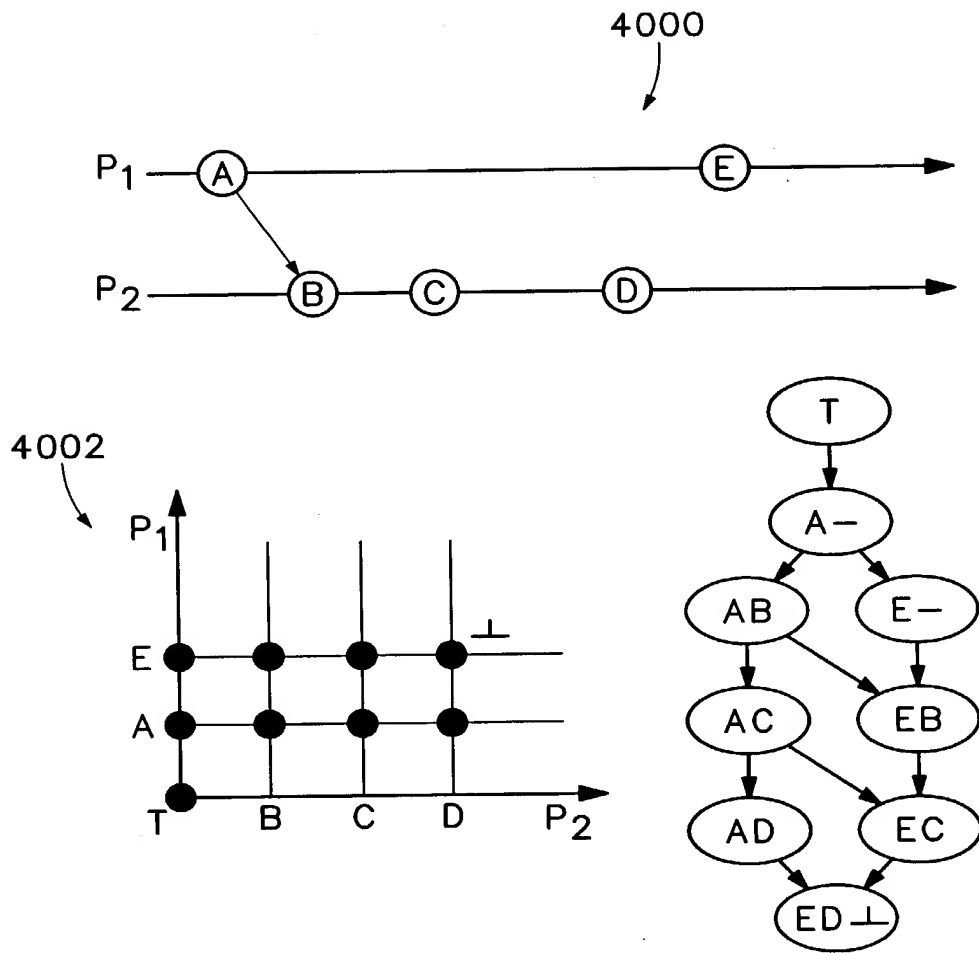 4000
P1 A E
P2 B C D
4002
P1
E ⊥
A
T B C D P2
T
A–
AB E–
AC EB
AD EC
ED⊥